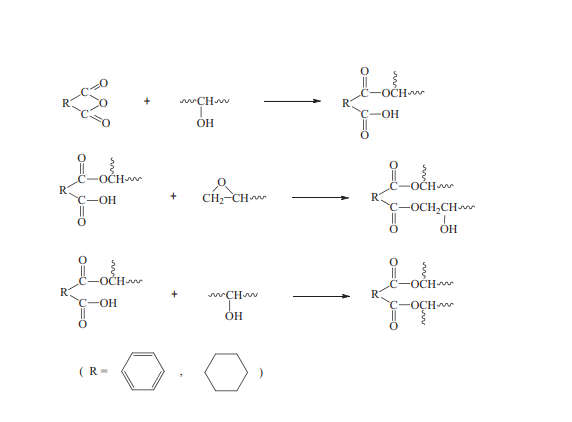 C O
R O + CH C OCH
C O OH R C OH
O O
O
C OCH O C OCH
R + CH2 CH R
C OH C OCH2CH
O O OH
O O
C OCH C OCH
R + CH R
C OH OH C OCH
O O
( R = , )